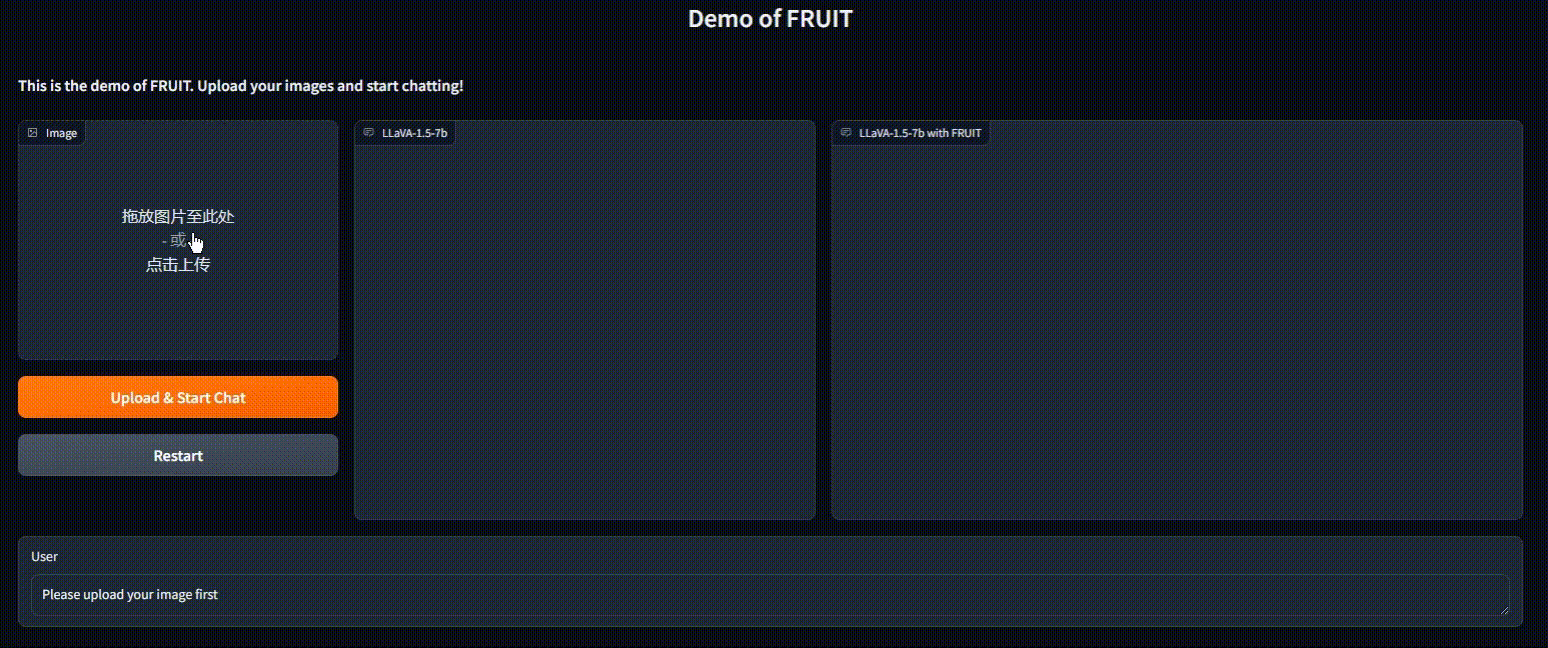 Demo of FRUIT
This is the demo of FRUIT. Upload your images and start chatting!
Image
拖放图片至此处
- 或
点击上传
Upload & Start Chat
Restart
LLaVA-1.5-7b
LLaVA-1.5-7b with FRUIT
User
Please upload your image first